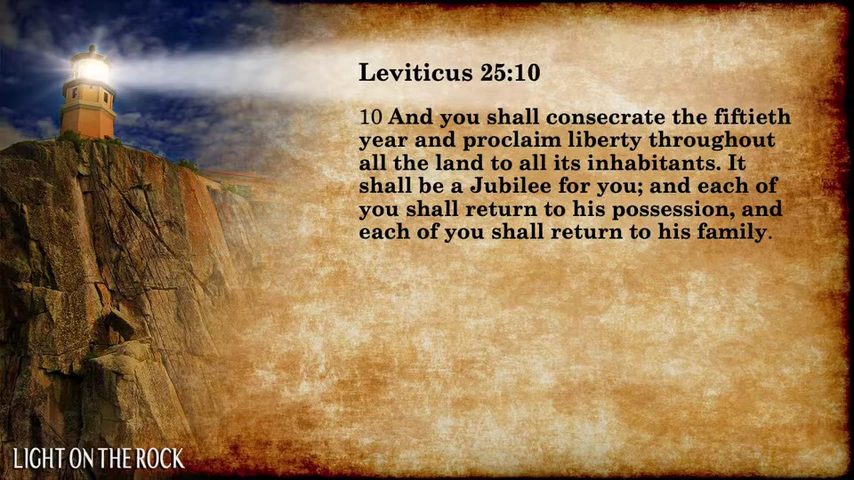 Leviticus 25:10
10 And you shall consecrate the fiftieth
year and proclaim liberty throughout
all the land to all its inhabitants. It
shall be a Jubilee for you; and each of
you shall return to his possession, and
each of you shall return to his family.
LIGHT ON THE ROCK